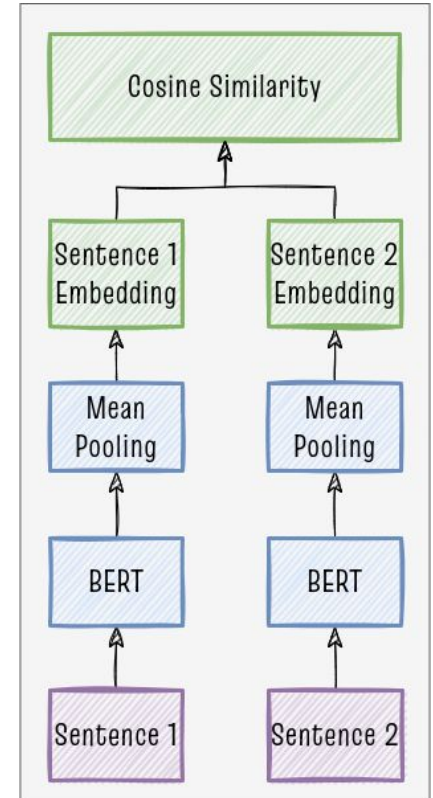 Cosine Similarity
Sentence 1
Embedding
Sentence 2
Embedding
Mean
Pooling
Mean
Pooling
BERT
BERT
Sentence 1
Sentence 2